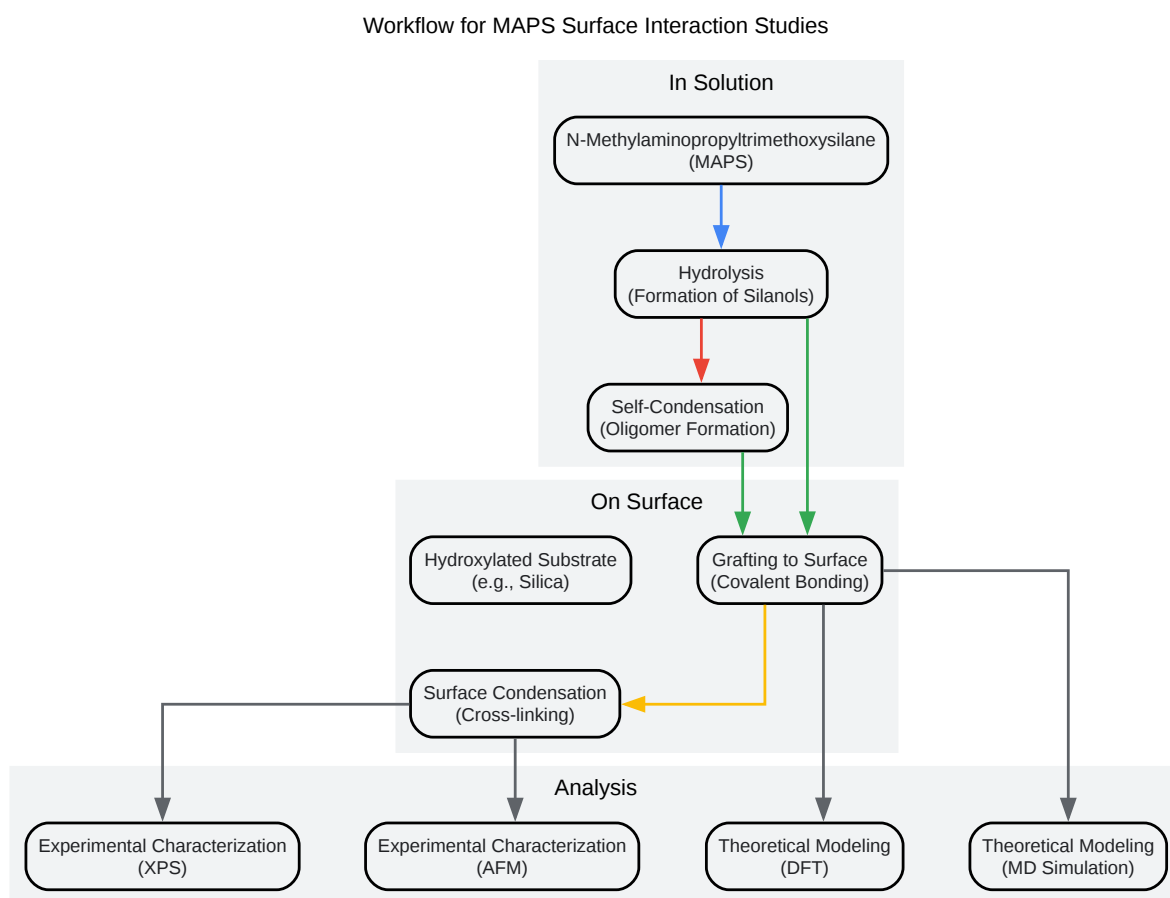 Workflow for MAPS Surface Interaction Studies
In Solution
N-Methylaminopropyltrimethoxysilane
(MAPS)
Hydrolysis
(Formation of Silanols)
Self-Condensation
(Oligomer Formation)
On Surface
Hydroxylated Substrate
(e.g., Silica)
Grafting to Surface
(Covalent Bonding)
Surface Condensation
(Cross-linking)
Analysis
Experimental Characterization
(XPS)
Experimental Characterization
(AFM)
Theoretical Modeling
(DFT)
Theoretical Modeling
(MD Simulation)